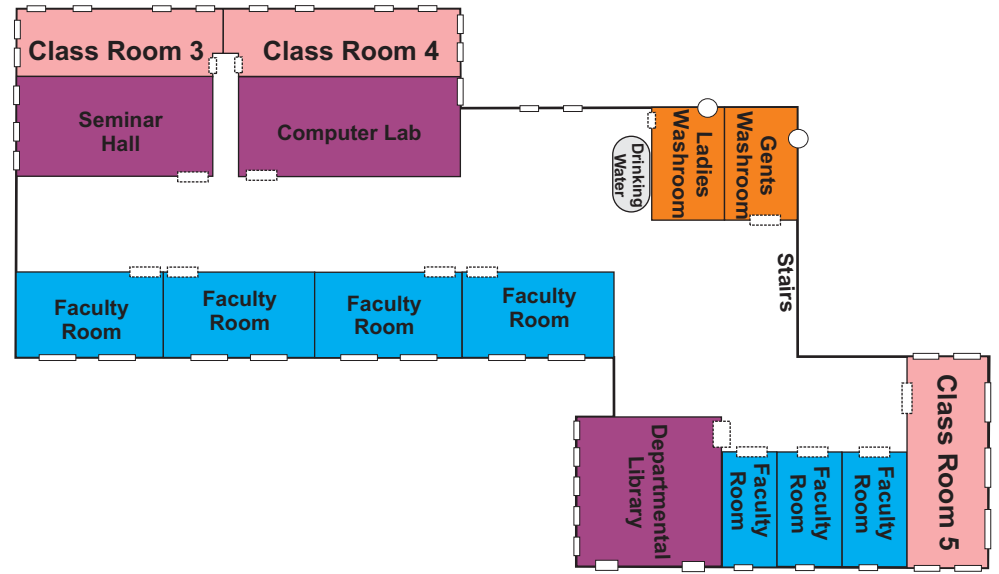 Class Room 3
Class Room 4
Seminar
Hall
Computer Lab
Drinking
Water
Ladies
Washroom
Gents
Washroom
Stairs
Faculty
Room
Faculty
Room
Faculty
Room
Faculty
Room
Departmental
Library
Faculty
Room
Faculty
Room
Faculty
Room
Class Room 5